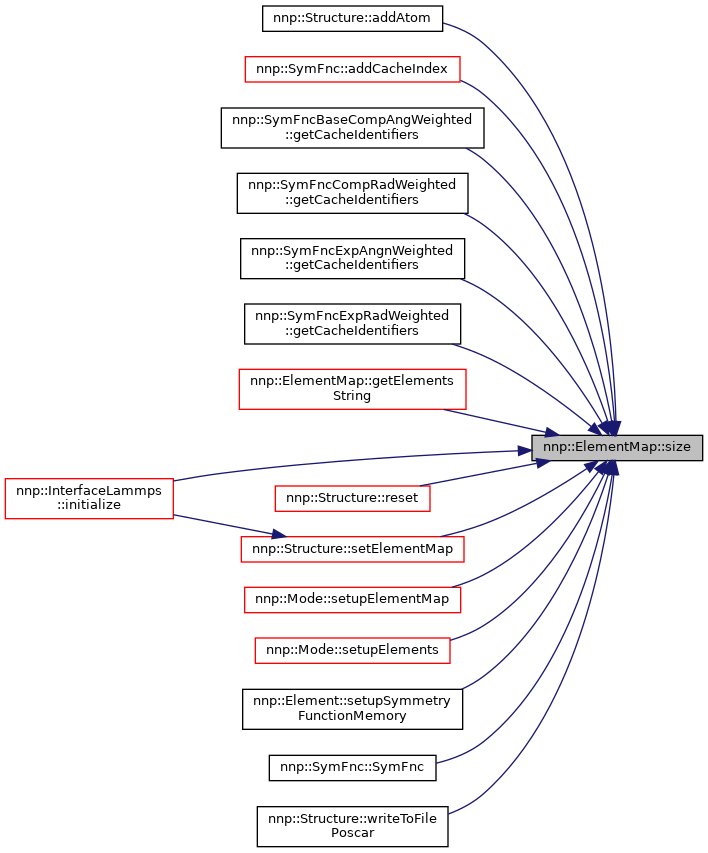 nnp::Structure::addAtom
nnp::SymFnc::addCacheIndex
nnp::SymFncBaseCompAngWeighted
::getCacheIdentifiers
nnp::SymFncCompRadWeighted
::getCacheIdentifiers
nnp::SymFncExpAngnWeighted
::getCacheIdentifiers
nnp::SymFncExpRadWeighted
::getCacheIdentifiers
nnp::ElementMap::getElements
String
nnp::ElementMap::size
nnp::InterfaceLammps
::initialize
nnp::Structure::reset
nnp::Structure::setElementMap
nnp::Mode::setupElementMap
nnp::Mode::setupElements
nnp::Element::setupSymmetry
FunctionMemory
nnp::SymFnc::SymFnc
nnp::Structure::writeToFile
Poscar